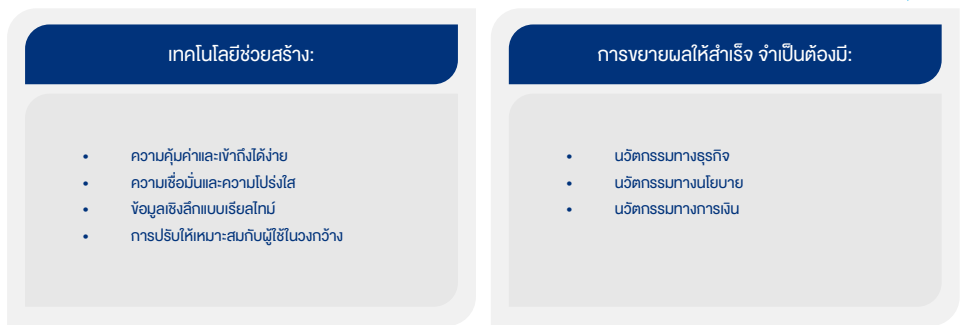 เทคโนโลยีช่วยสร้าง:
• ความคุ้มค่าและเข้าถึงได้ง่าย
• ความเชื่อมั่นและความโปร่งใส
• ข้อมูลเชิงลึกแบบเรียลไทม์
• การปรับให้เหมาะสมกับผู้ใช้ในวงกว้าง
การขยายผลให้สำเร็จ จำเป็นต้องมี:
• นวัตกรรมทางธุรกิจ
• นวัตกรรมทางนโยบาย
• นวัตกรรมทางการเงิน